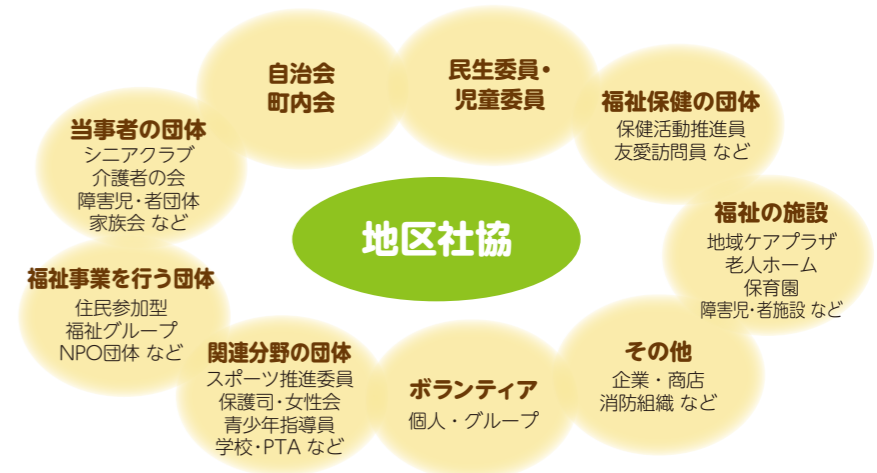 自治会
町内会
民生委員・
児童委員
福祉保健の団体
保健活動推進員
友愛訪問員 など
福祉の施設
地域ケアプラザ
老人ホーム
保育園
障害児・者施設 など
その他
企業・商店
消防組織 など
ボランティア
個人・グループ
関連分野の団体
スポーツ推進委員
保護司・女性会
青少年指導員
学校・PTA など
福祉事業を行う団体
住民参加型
福祉グループ
NPO団体 など
当事者の団体
シニアクラブ
介護者の会
障害児・者団体
家族会 など
地区社協